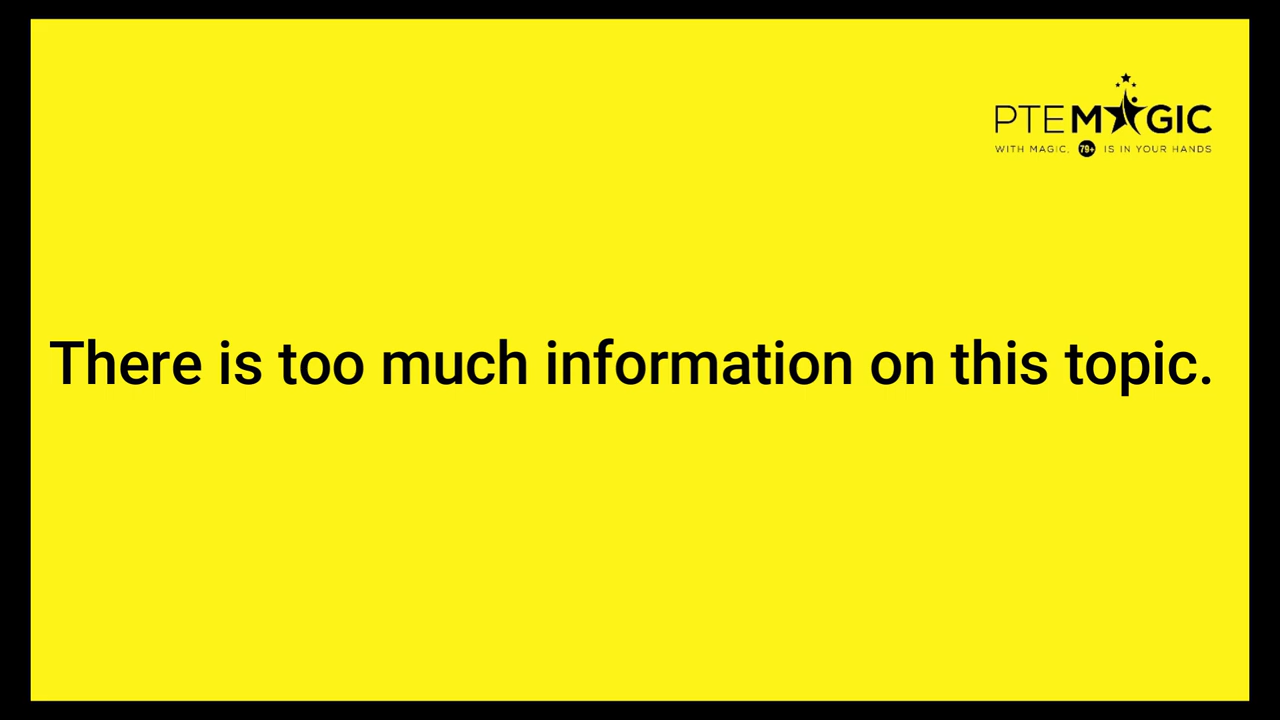 PTEMAGIC
WITH MAGIC, 79+ IS IN YOUR HANDS
There is too much information on this topic.